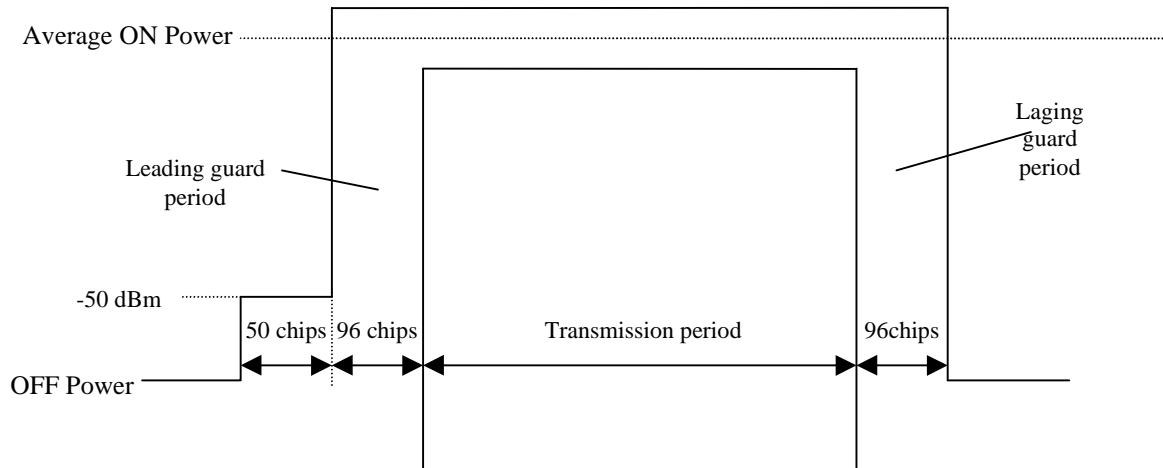 Average ON Power
Laging
guard
period
Leading guard
period
-50 dBm
50 chips
96 chips
Transmission period
96chips
OFF Power